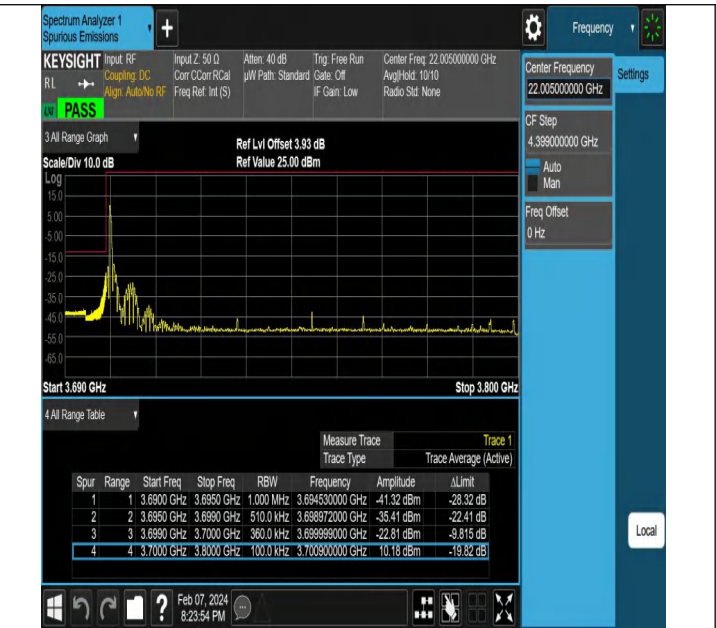 Spectrum Analyzer 1
Spurious Emissions
+
Frequency
KEYSIGHT Input: RF Input Z: 50 Ω Atten: 40 dB Trig: Free Run Center Freq: 22.005000000 GHz
RL Coupling: DC Corr CCorr RCal µW Path: Standard Gate: Off Avg|Hold: 10/10
Align: Auto/No RF Freq Ref: Int (S) IF Gain: Low Radio Std: None
PASS
Center Frequency
22.005000000 GHz
Settings
CF Step
4.399000000 GHz
Auto
Man
Freq Offset
0 Hz
3 All Range Graph
Ref Lvl Offset 3.93 dB
Scale/Div 10.0 dB Ref Value 25.00 dBm
Log
15.0
5.00
-5.00
-15.0
-25.0
-35.0
-45.0
-55.0
-65.0
Start 3.690 GHz Stop 3.800 GHz
4 All Range Table
Measure Trace Trace 1
Trace Type Trace Average (Active)
Spur Range Start Freq Stop Freq RBW Frequency Amplitude ΔLimit
1 1 3.6900 GHz 3.6950 GHz 1.000 MHz 3.694530000 GHz -41.32 dBm -28.32 dB
2 2 3.6950 GHz 3.6990 GHz 510.0 kHz 3.698972000 GHz -35.41 dBm -22.41 dB
3 3 3.6990 GHz 3.7000 GHz 360.0 kHz 3.699999000 GHz -22.81 dBm -9.815 dB
4 4 3.7000 GHz 3.8000 GHz 100.0 kHz 3.700900000 GHz 10.18 dBm -19.82 dB
Local
?
Feb 07, 2024
8:23:54 PM